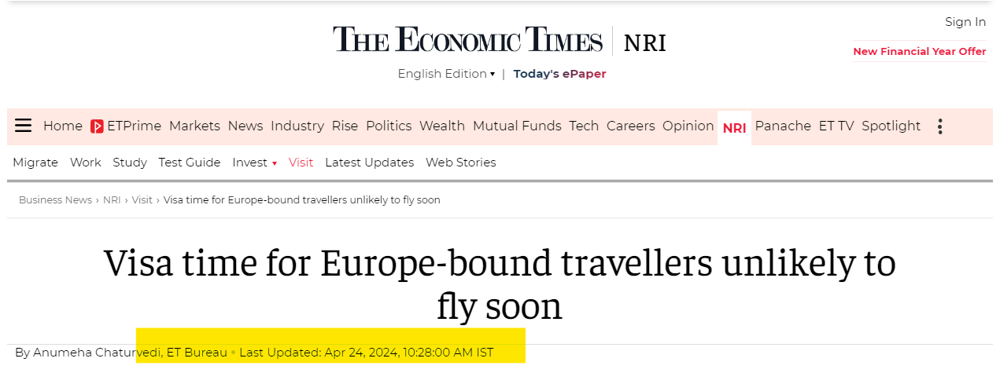 Sign In
THE ECONOMIC TIMES | NRI
New Financial Year Offer
English Edition ▾ | Today's ePaper
Home ETPrime Markets News Industry Rise Politics Wealth Mutual Funds Tech Careers Opinion NRI Panache ET TV Spotlight
Migrate Work Study Test Guide Invest ▾ Visit Latest Updates Web Stories
Business News › NRI › Visit › Visa time for Europe-bound travellers unlikely to fly soon
Visa time for Europe-bound travellers unlikely to
fly soon
By Anumeha Chaturvedi, ET Bureau • Last Updated: Apr 24, 2024, 10:28:00 AM IST